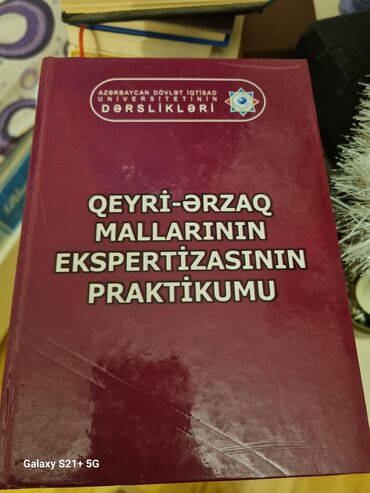 AZƏRBAYCAN DÖVLƏT İQTİSAD
UNİVERSİTETİNİN
DƏRSLİKLƏRİ
QEYRİ-ƏRZAQ
MALLARININ
EKSPERTİZASININ
PRAKTİKUMU
Galaxy S21+ 5G